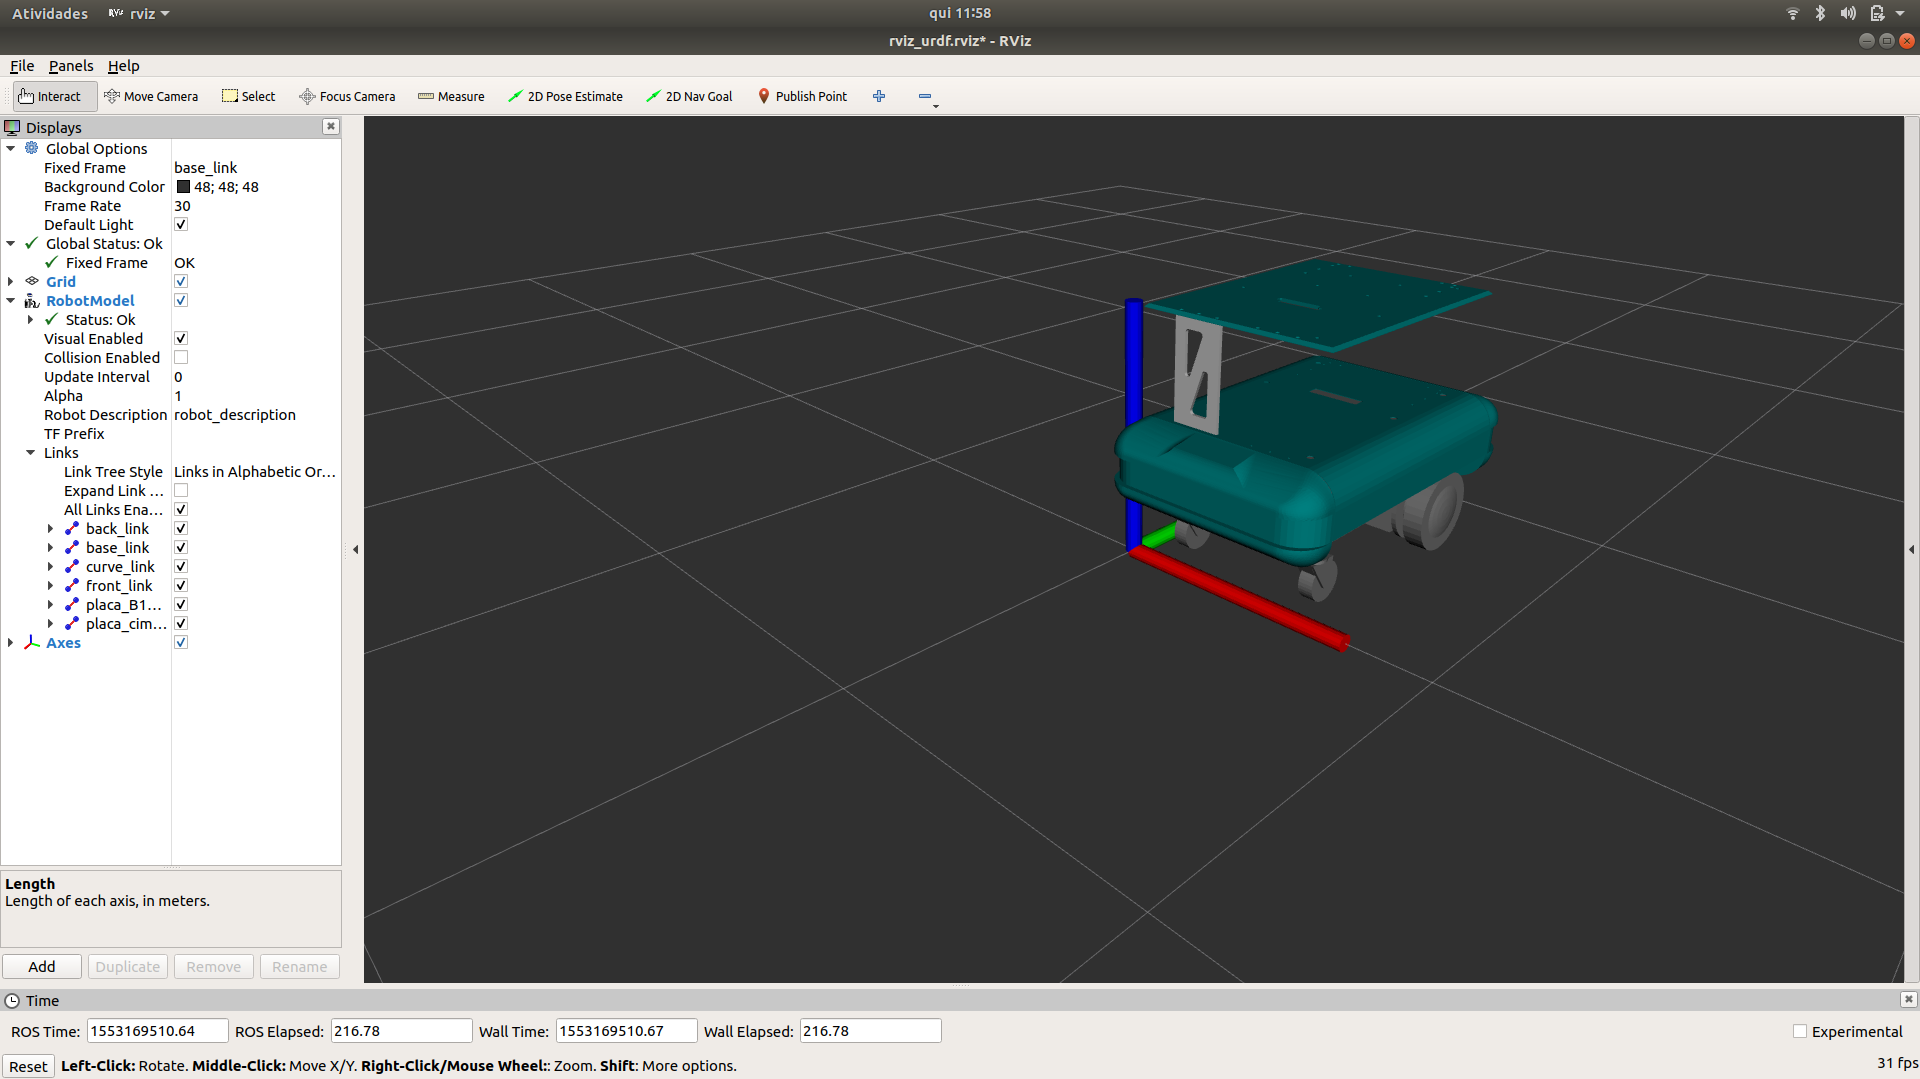 Atividades rviz qui 11:58
rviz_urdf.rviz* - RViz
File Panels Help
Interact Move Camera Select Focus Camera Measure 2D Pose Estimate 2D Nav Goal Publish Point
Displays
Global Options
Fixed Frame base_link
Background Color 48; 48; 48
Frame Rate 30
Default Light
Global Status: Ok
Fixed Frame OK
Grid
RobotModel
Status: Ok
Visual Enabled
Collision Enabled
Update Interval 0
Alpha 1
Robot Description robot_description
TF Prefix
Links
Link Tree Style Links in Alphabetic Or...
Expand Link ...
All Links Ena...
back_link
base_link
curve_link
front_link
placa_B1...
placa_cim...
Axes
Length
Length of each axis, in meters.
Add Duplicate Remove Rename
Time
ROS Time: 1553169510.64 ROS Elapsed: 216.78 Wall Time: 1553169510.67 Wall Elapsed: 216.78 Experimental
Reset Left-Click: Rotate. Middle-Click: Move X/Y. Right-Click/Mouse Wheel:: Zoom. Shift: More options. 31 fps